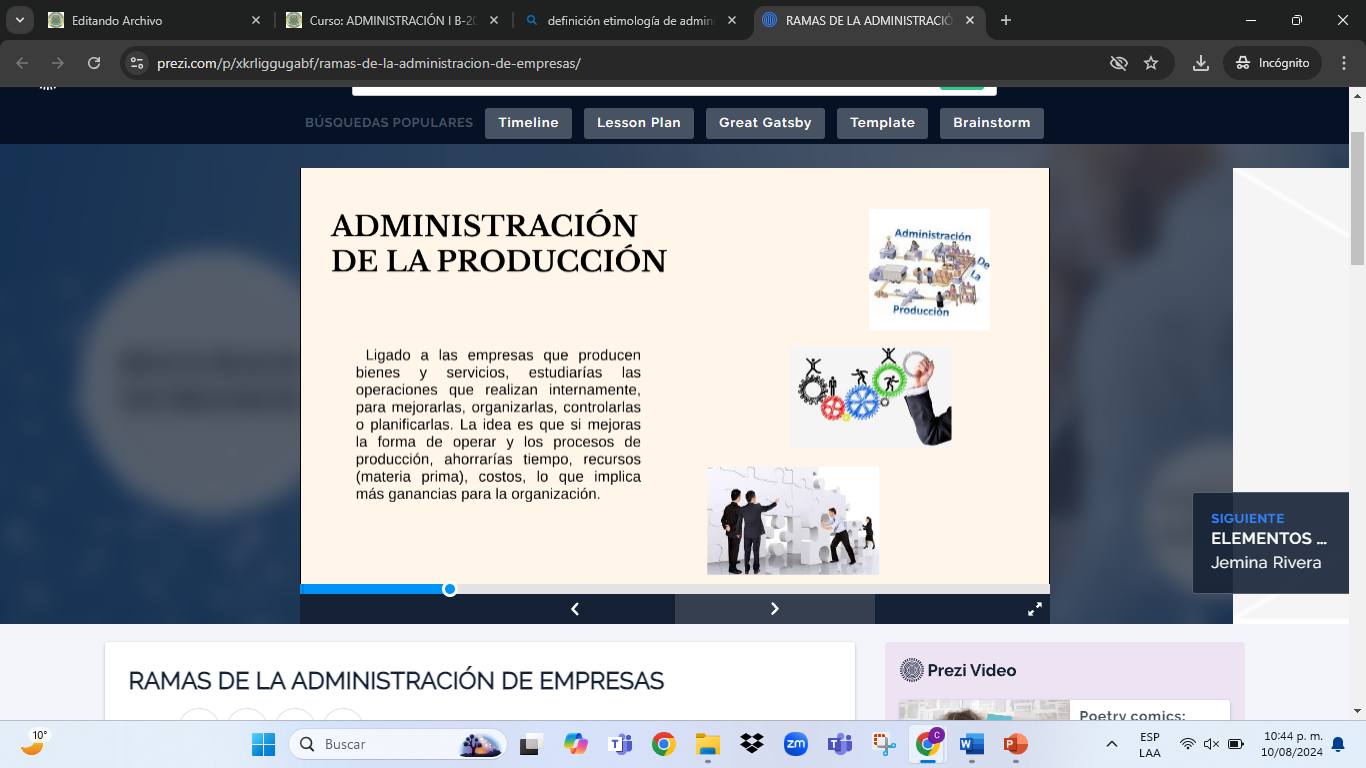 Editando Archivo
Curso: ADMINISTRACIÓN I B-20
definición etimología de admin
RAMAS DE LA ADMINISTRACIÓ
prezi.com/p/xkrliggugabf/ramas-de-la-administracion-de-empresas/
Incógnito
BÚSQUEDAS POPULARES
Timeline
Lesson Plan
Great Gatsby
Template
Brainstorm
ADMINISTRACIÓN
DE LA PRODUCCIÓN
Administración
De
La
Producción
Ligado a las empresas que producen
bienes y servicios, estudiarías las
operaciones que realizan internamente,
para mejorarlas, organizarlas, controlarlas
o planificarlas. La idea es que si mejoras
la forma de operar y los procesos de
producción, ahorrarías tiempo, recursos
(materia prima), costos, lo que implica
más ganancias para la organización.
SIGUIENTE
ELEMENTOS ...
Jemina Rivera
RAMAS DE LA ADMINISTRACIÓN DE EMPRESAS
Prezi Video
Poetry comics:
10°
Buscar
zm
C
W
P
ESP
LAA
10:44 p. m.
10/08/2024